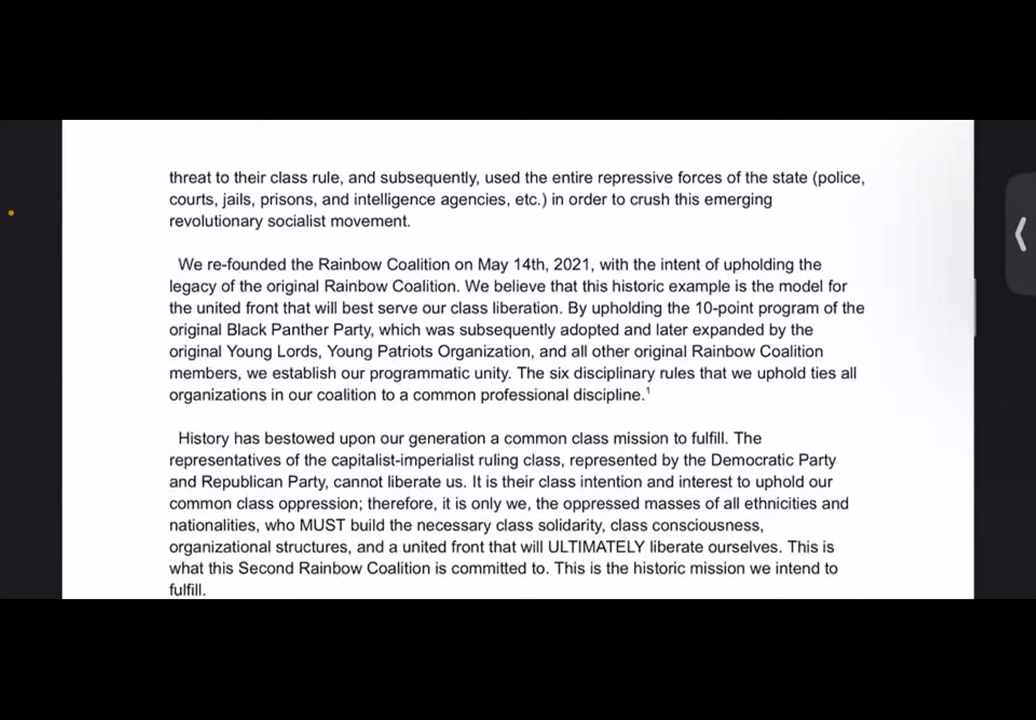 threat to their class rule, and subsequently, used the entire repressive forces of the state (police,
courts, jails, prisons, and intelligence agencies, etc.) in order to crush this emerging
revolutionary socialist movement.
We re-founded the Rainbow Coalition on May 14th, 2021, with the intent of upholding the
legacy of the original Rainbow Coalition. We believe that this historic example is the model for
the united front that will best serve our class liberation. By upholding the 10-point program of the
original Black Panther Party, which was subsequently adopted and later expanded by the
original Young Lords, Young Patriots Organization, and all other original Rainbow Coalition
members, we establish our programmatic unity. The six disciplinary rules that we uphold ties all
organizations in our coalition to a common professional discipline.¹
History has bestowed upon our generation a common class mission to fulfill. The
representatives of the capitalist-imperialist ruling class, represented by the Democratic Party
and Republican Party, cannot liberate us. It is their class intention and interest to uphold our
common class oppression; therefore, it is only we, the oppressed masses of all ethnicities and
nationalities, who MUST build the necessary class solidarity, class consciousness,
organizational structures, and a united front that will ULTIMATELY liberate ourselves. This is
what this Second Rainbow Coalition is committed to. This is the historic mission we intend to
fulfill.